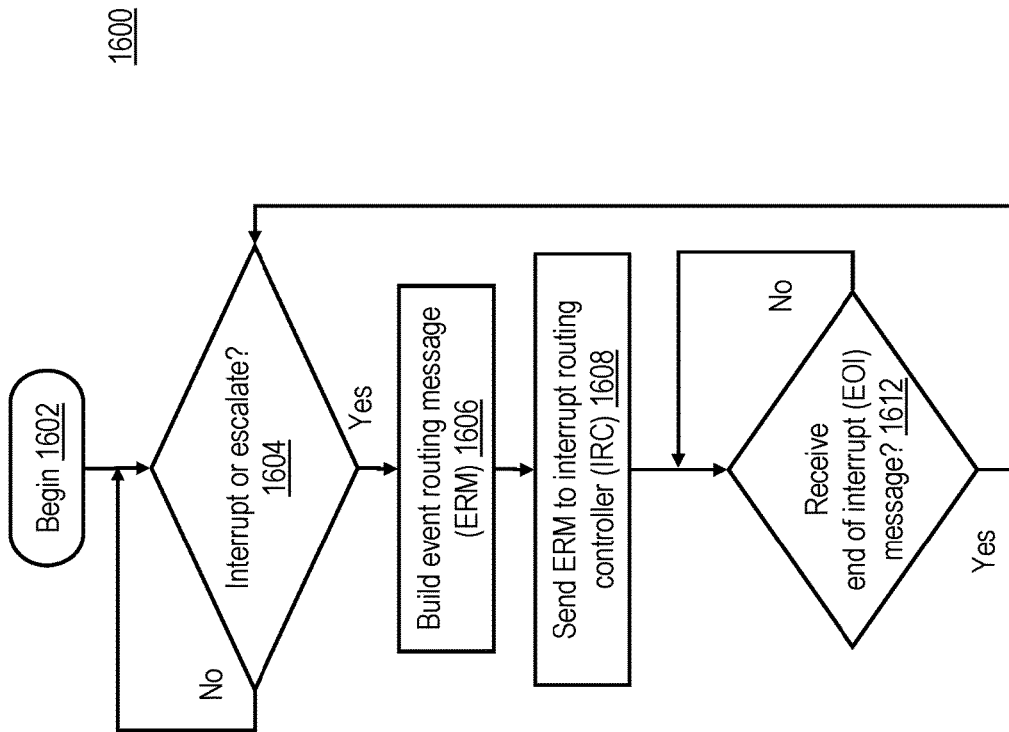 1600
Begin 1602
Interrupt or escalate?
1604
No
Yes
Build event routing message
(ERM) 1606
Send ERM to interrupt routing
controller (IRC) 1608
No
Receive
end of interrupt (EOI)
message? 1612
Yes